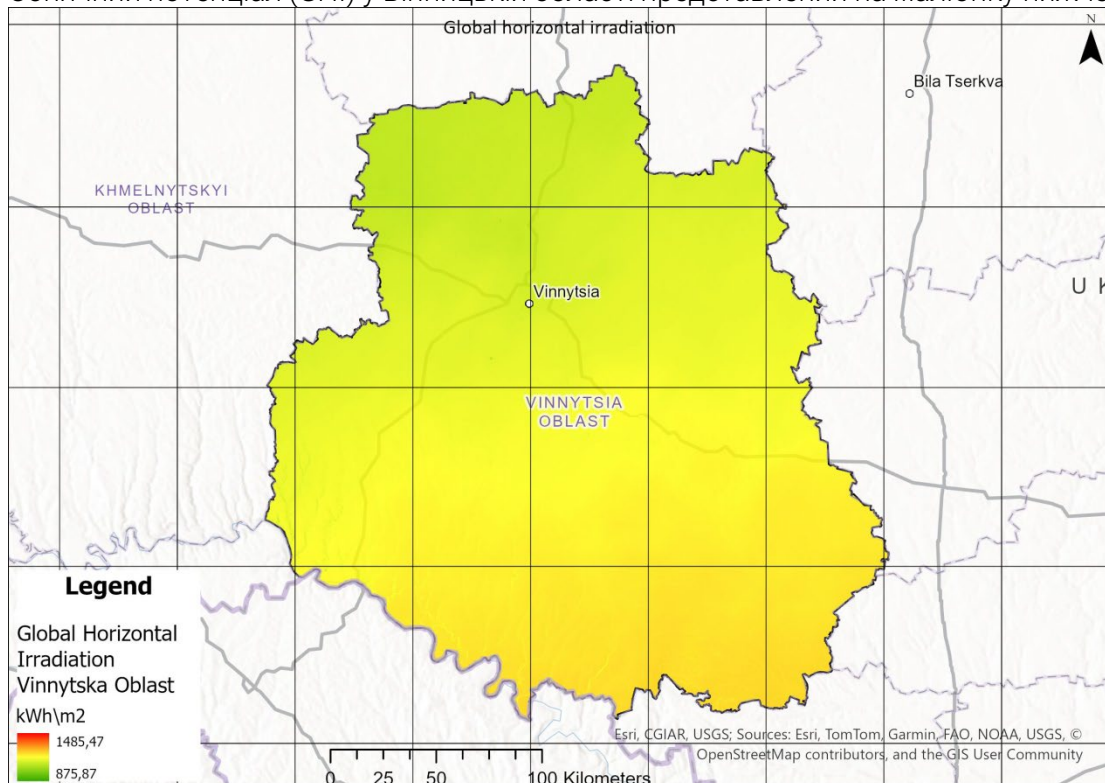 Global horizontal irradiation
N
Bila Tserkva
KHMELNYTSKYI
OBLAST
U K
Vinnytsia
VINNYTSIA
OBLAST
Legend
Global Horizontal
Irradiation
Vinnytska Oblast
kWh\m2
1485,47
875,87
0 25 50 100 Kilometers
Esri, CGIAR, USGS; Sources: Esri, TomTom, Garmin, FAO, NOAA, USGS, ©
OpenStreetMap contributors, and the GIS User Community